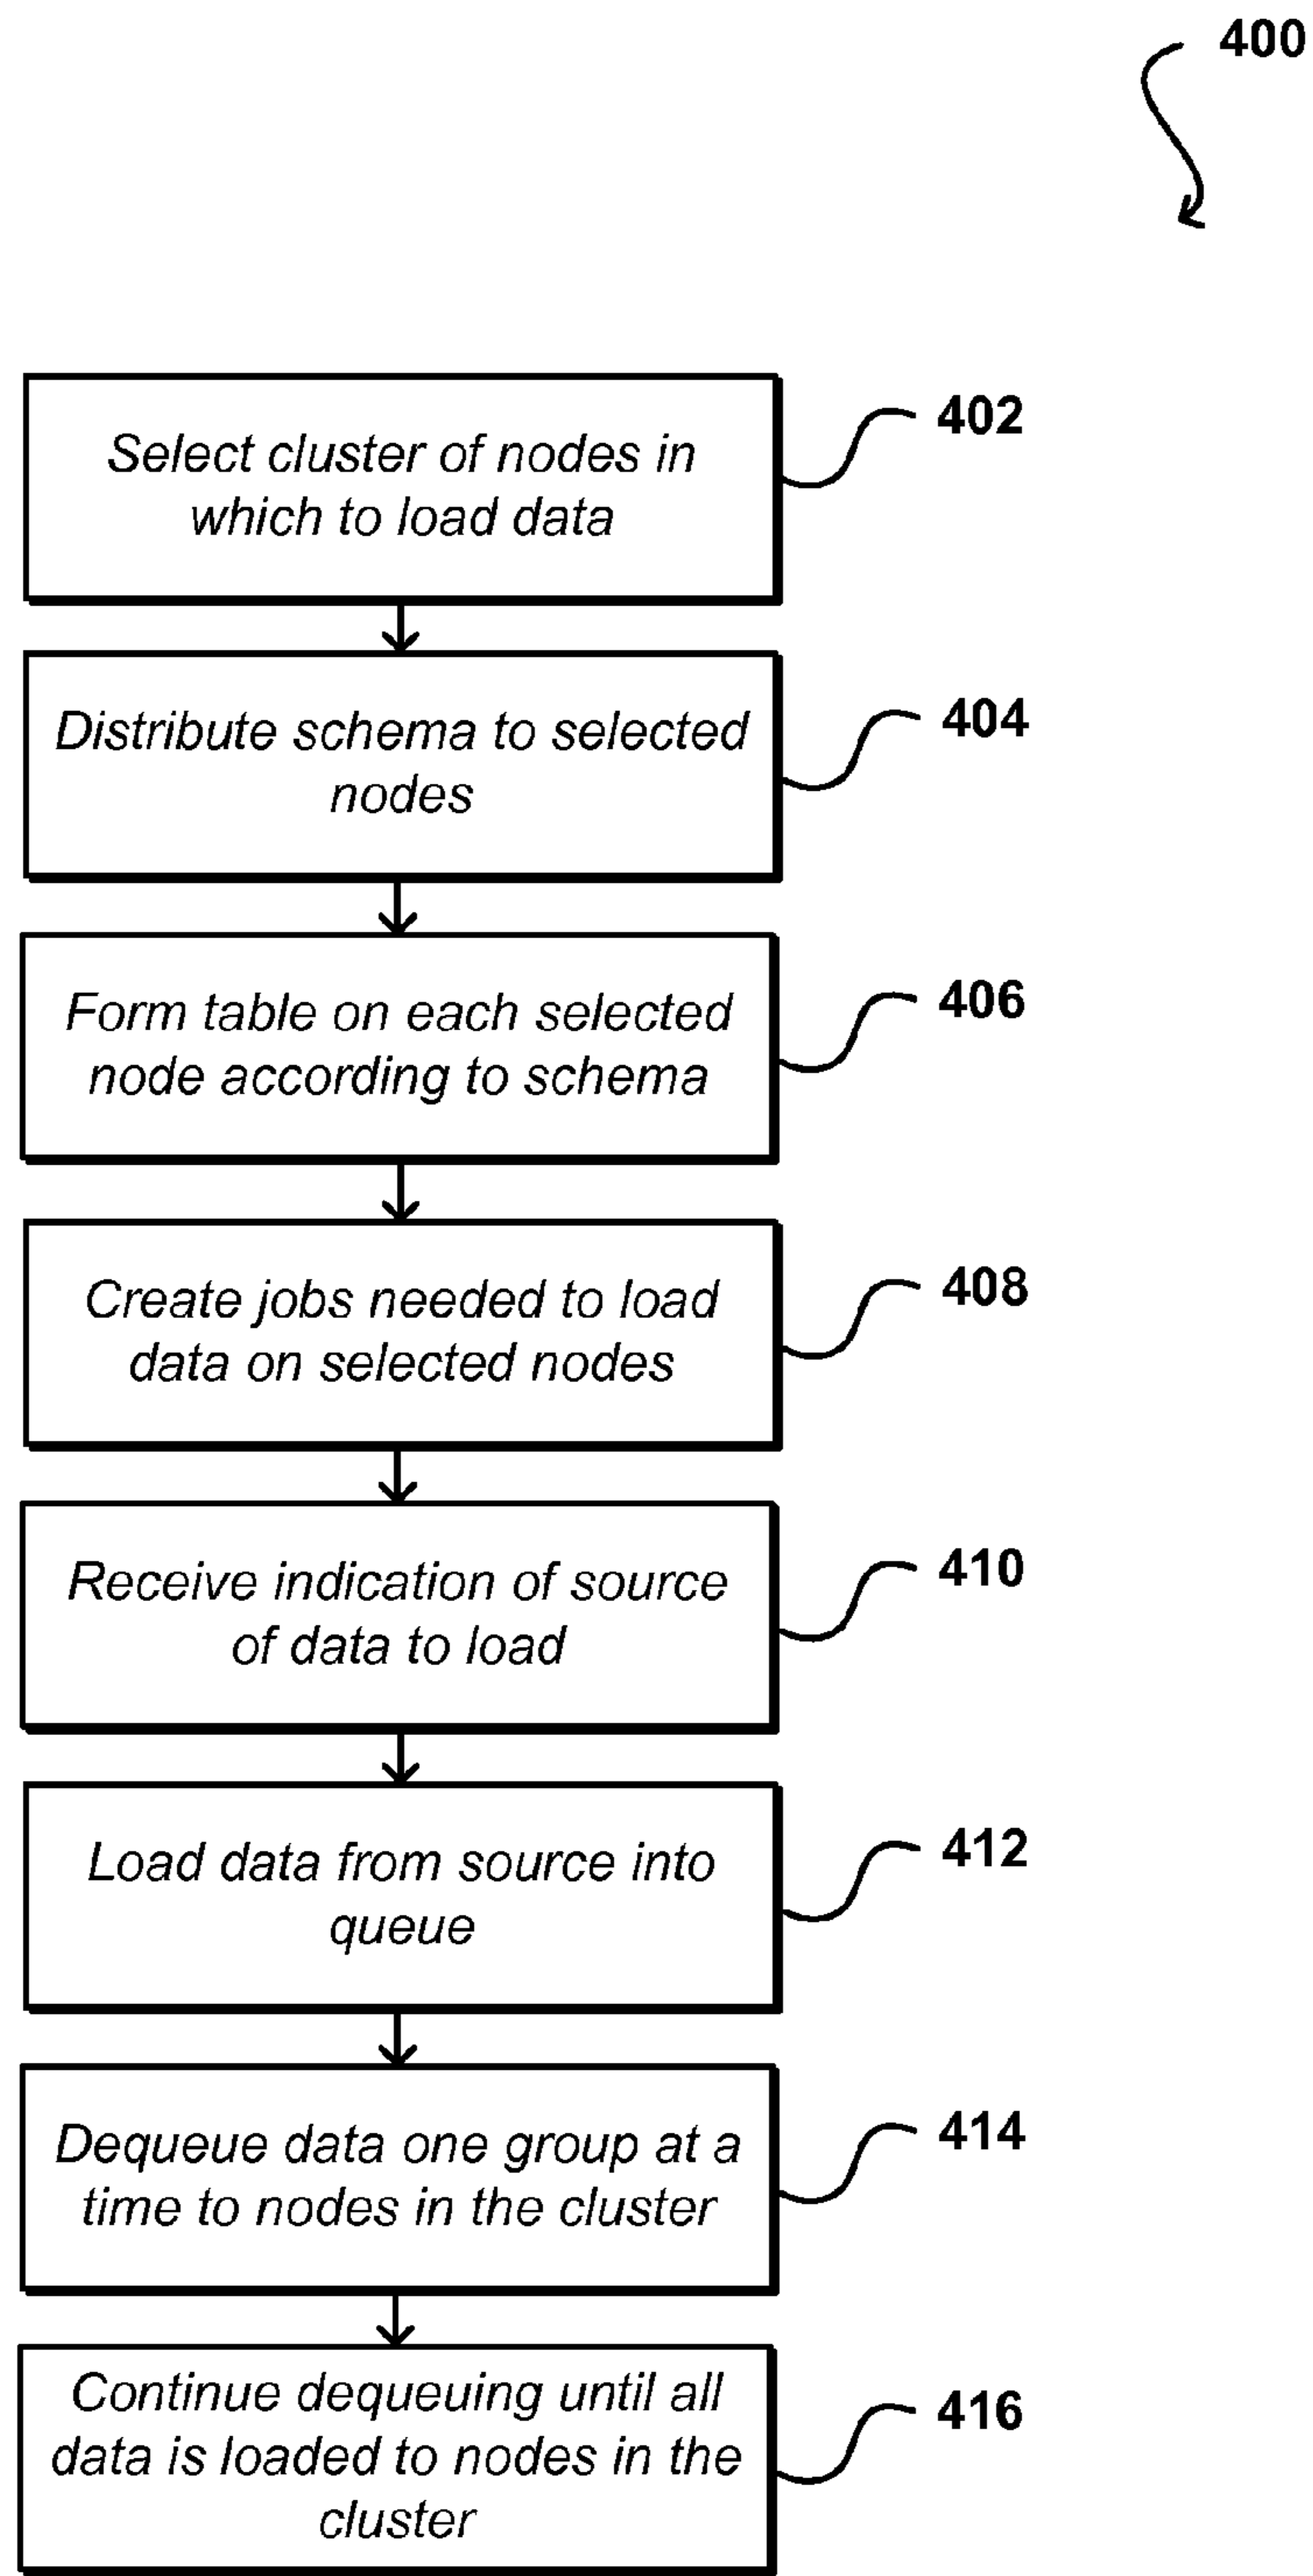 400
Select cluster of nodes in
which to load data
402
Distribute schema to selected
nodes
404
Form table on each selected
node according to schema
406
Create jobs needed to load
data on selected nodes
408
Receive indication of source
of data to load
410
Load data from source into
queue
412
Dequeue data one group at a
time to nodes in the cluster
414
Continue dequeuing until all
data is loaded to nodes in the
cluster
416